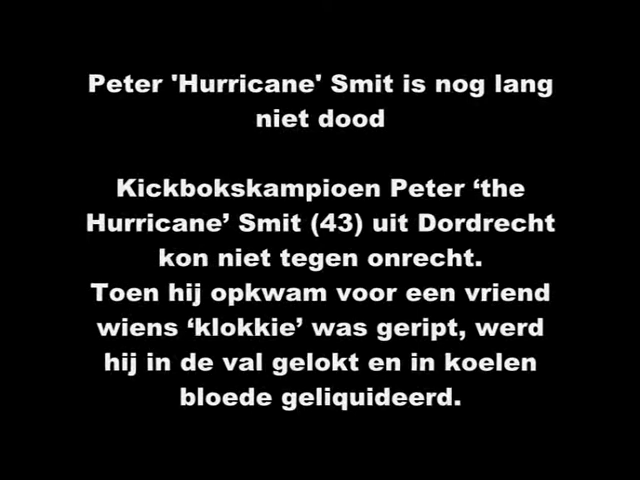 Peter 'Hurricane' Smit is nog lang
niet dood
Kickbokskampioen Peter ‘the
Hurricane’ Smit (43) uit Dordrecht
kon niet tegen onrecht.
Toen hij opkwam voor een vriend
wiens ‘klokkie’ was geript, werd
hij in de val gelokt en in koelen
bloede geliquideerd.